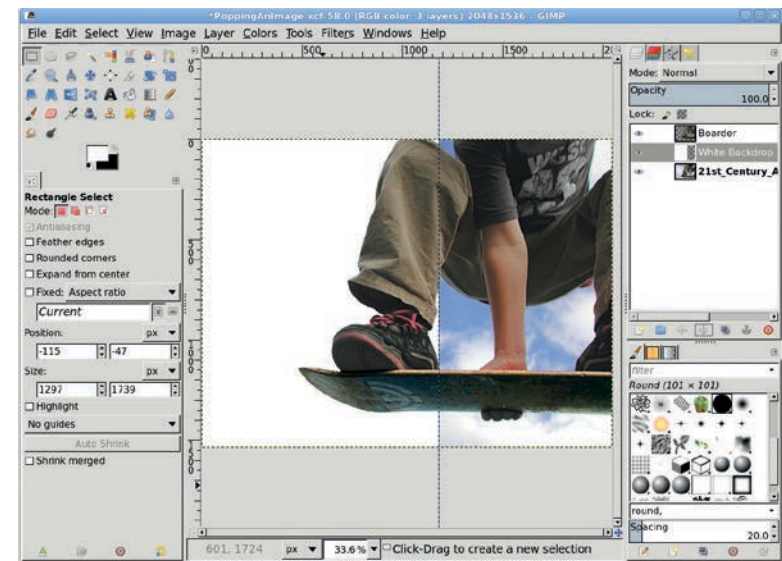 *PoppingAnImage.xcf-58.0 (RGB color, 3 layers) 2048x1536 – GIMP
File Edit Select View Image Layer Colors Tools Filters Windows Help
0 500 1000 1500
Mode: Normal
Opacity 100.0
Lock:
Boarder
White Backdrop
21st_Century_A
Rectangle Select
Mode:
Antialiasing
Feather edges
Rounded corners
Expand from center
Fixed: Aspect ratio
Current
Position: px
-115 -47
Size: px
1297 1739
Highlight
No guides
Auto Shrink
Shrink merged
filter
Round (101 × 101)
round,
Spacing 20.0
601, 1724 px 33.6% Click-Drag to create a new selection